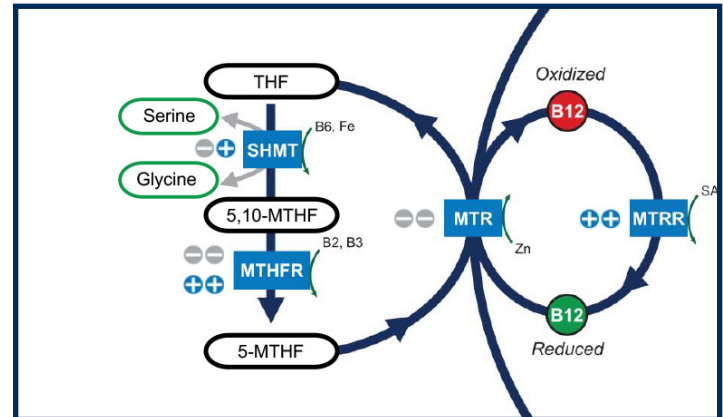 THF
Serine
B6, Fe
SHMT
Glycine
5,10-MTHF
B2, B3
MTHFR
5-MTHF
MTR
Zn
Oxidized
B12
MTRR
SA
B12
Reduced